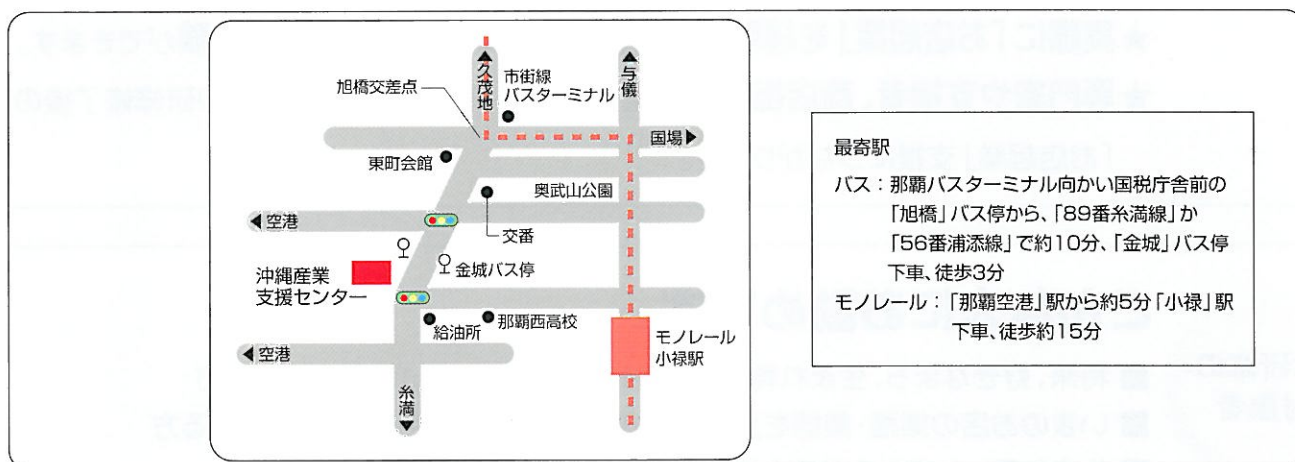 久茂地
市街線
バスターミナル
与儀
旭橋交差点
国場
東町会館
奥武山公園
空港
交番
金城バス停
沖縄産業
支援センター
給油所
那覇西高校
モノレール
小禄駅
空港
糸満
最寄駅
バス：那覇バスターミナル向かい国税庁舎前の
「旭橋」バス停から、「89番糸満線」か
「56番浦添線」で約10分、「金城」バス停
下車、徒歩3分
モノレール：「那覇空港」駅から約5分「小禄」駅
下車、徒歩約15分